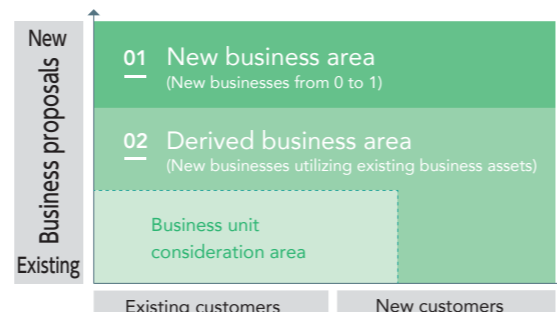 New
Business proposals
Existing
01 New business area
(New businesses from 0 to 1)
02 Derived business area
(New businesses utilizing existing business assets)
Business unit
consideration area
Existing customers
New customers